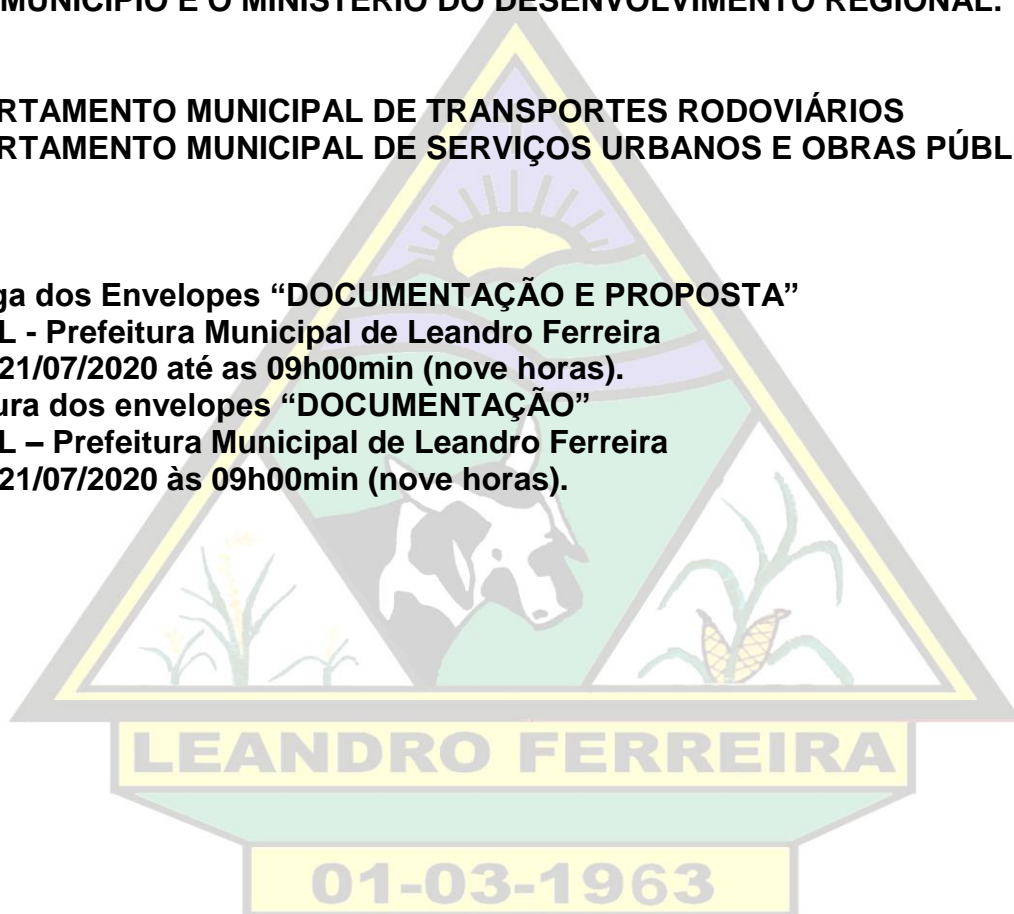 MUNICÍPIO E O MINISTÉRIO DO DESENVOLVIMENTO REGIONAL.
RTAMENTO MUNICIPAL DE TRANSPORTES RODOVIÁRIOS
RTAMENTO MUNICIPAL DE SERVIÇOS URBANOS E OBRAS PÚBL
ga dos Envelopes “DOCUMENTAÇÃO E PROPOSTA”
L - Prefeitura Municipal de Leandro Ferreira
21/07/2020 até as 09h00min (nove horas).
ura dos envelopes “DOCUMENTAÇÃO”
L – Prefeitura Municipal de Leandro Ferreira
21/07/2020 às 09h00min (nove horas).
LEANDRO FERREIRA
01-03-1963